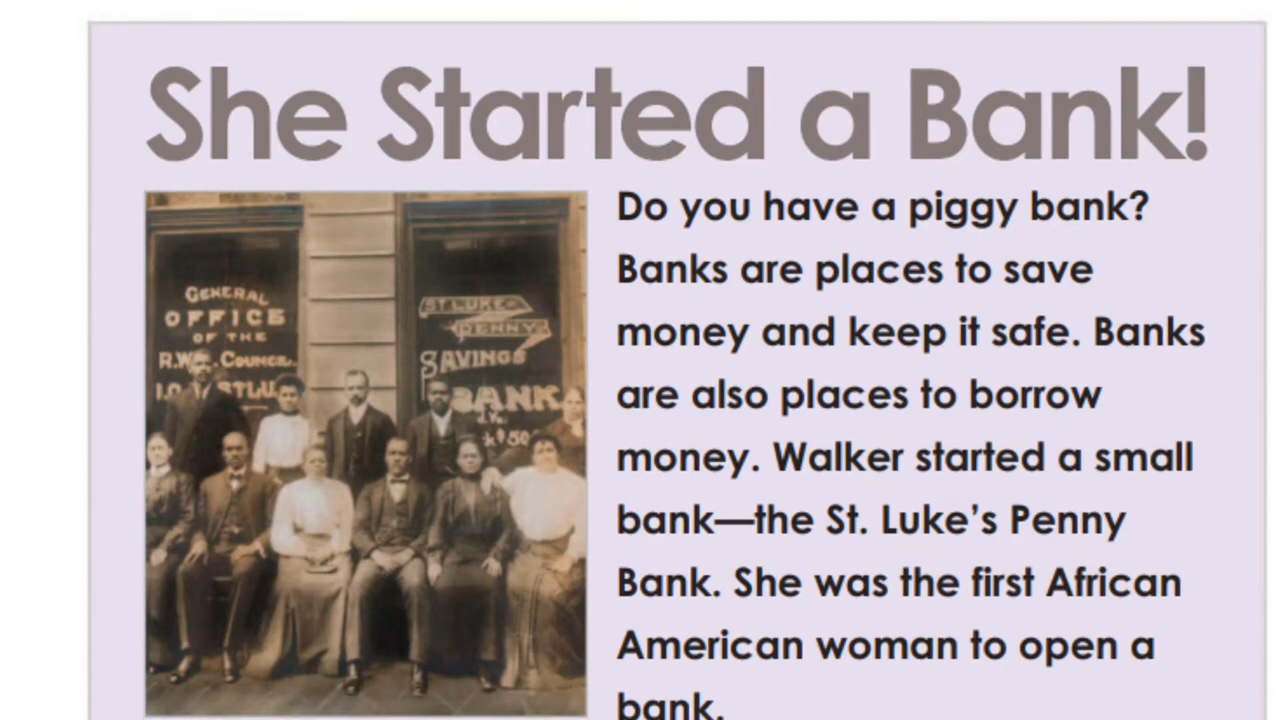 She Started a Bank!
GENERAL
OFFICE
OF THE
COUNCIL
ST. LUKE
PENNY
SAVINGS
BANK
Do you have a piggy bank?
Banks are places to save
money and keep it safe. Banks
are also places to borrow
money. Walker started a small
bank—the St. Luke’s Penny
Bank. She was the first African
American woman to open a
bank.